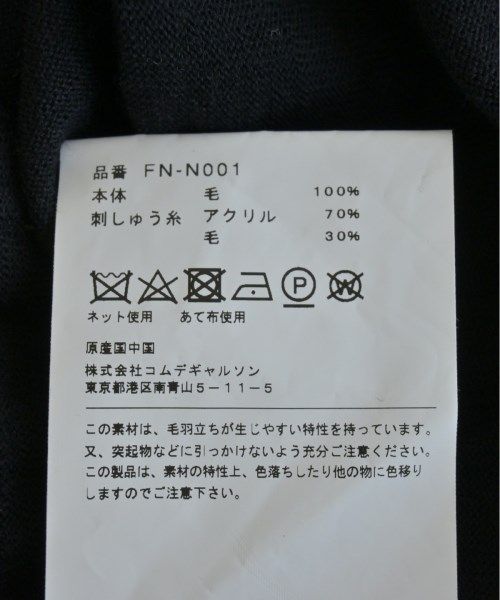 品番 FN-N001
本体 毛 100%
刺しゅう糸 アクリル 70%
毛 30%
P W
ネット使用 あて布使用
原産国中国
株式会社コムデギャルソン
東京都港区南青山5-11-5
この素材は、毛羽立ちが生じやすい特性を持っています。
又、突起物などに引っかけないよう充分ご注意ください。
この製品は、素材の特性上、色落ちしたり他の物に色移り
しますのでご注意下さい。